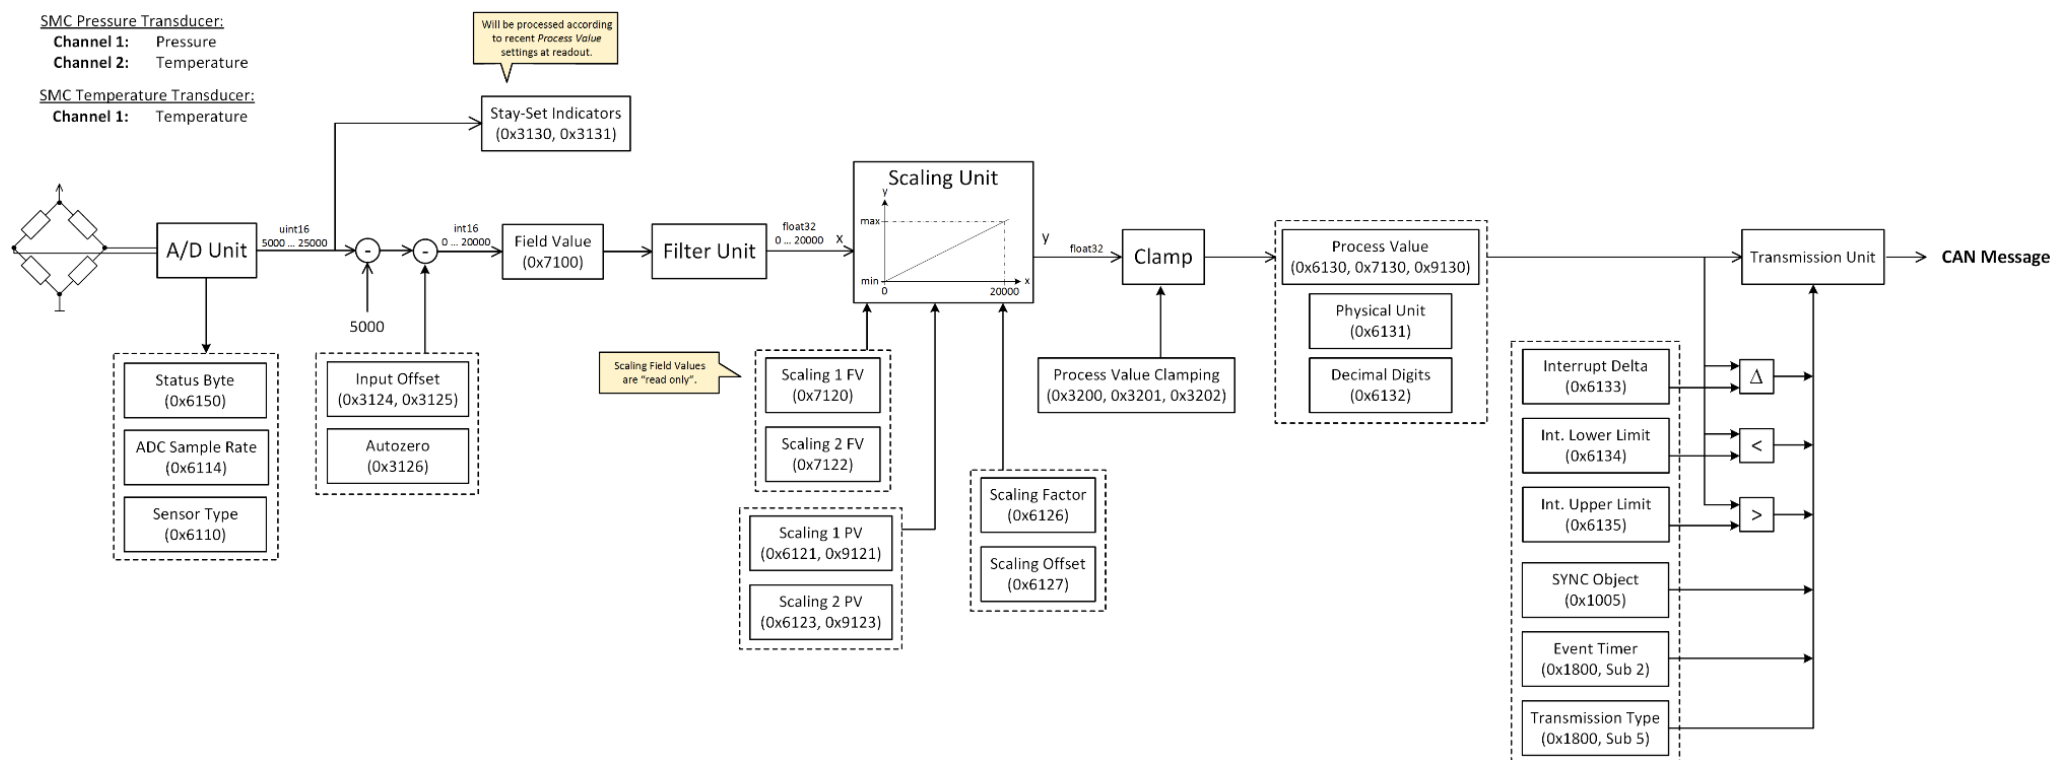 SMC Pressure Transducer:
Channel 1: Pressure
Channel 2: Temperature
SMC Temperature Transducer:
Channel 1: Temperature
Will be processed according
to recent Process Value
settings at readout.
Stay-Set Indicators
(0x3130, 0x3131)
A/D Unit
uint16
5000 ... 25000
-
5000
-
int16
0 ... 20000
Field Value
(0x7100)
Filter Unit
float32
0 ... 20000
x
Scaling Unit
y
max
min
0
20000
x
y
float32
Clamp
Process Value
(0x6130, 0x7130, 0x9130)
Physical Unit
(0x6131)
Decimal Digits
(0x6132)
Transmission Unit
CAN Message
Status Byte
(0x6150)
ADC Sample Rate
(0x6114)
Sensor Type
(0x6110)
Input Offset
(0x3124, 0x3125)
Autozero
(0x3126)
Scaling Field Values
are "read only".
Scaling 1 FV
(0x7120)
Scaling 2 FV
(0x7122)
Scaling 1 PV
(0x6121, 0x9121)
Scaling 2 PV
(0x6123, 0x9123)
Scaling Factor
(0x6126)
Scaling Offset
(0x6127)
Process Value Clamping
(0x3200, 0x3201, 0x3202)
Interrupt Delta
(0x6133)
Δ
Int. Lower Limit
(0x6134)
<
Int. Upper Limit
(0x6135)
>
SYNC Object
(0x1005)
Event Timer
(0x1800, Sub 2)
Transmission Type
(0x1800, Sub 5)